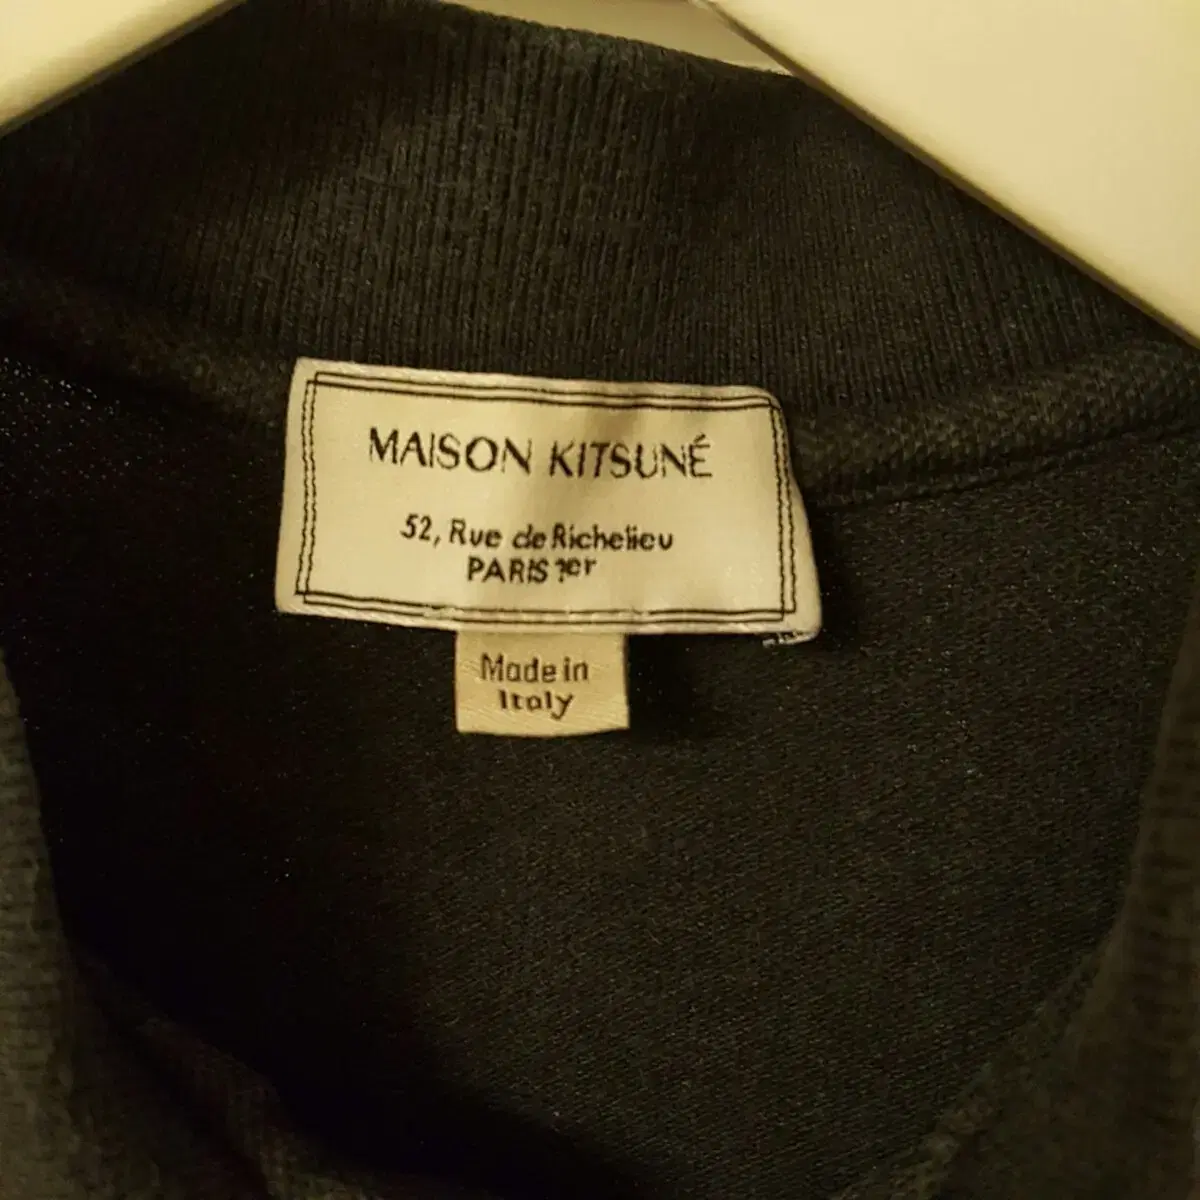 MAISON KITSUNÉ
52, Rue de Richelieu
PARIS 1er
Made in
Italy